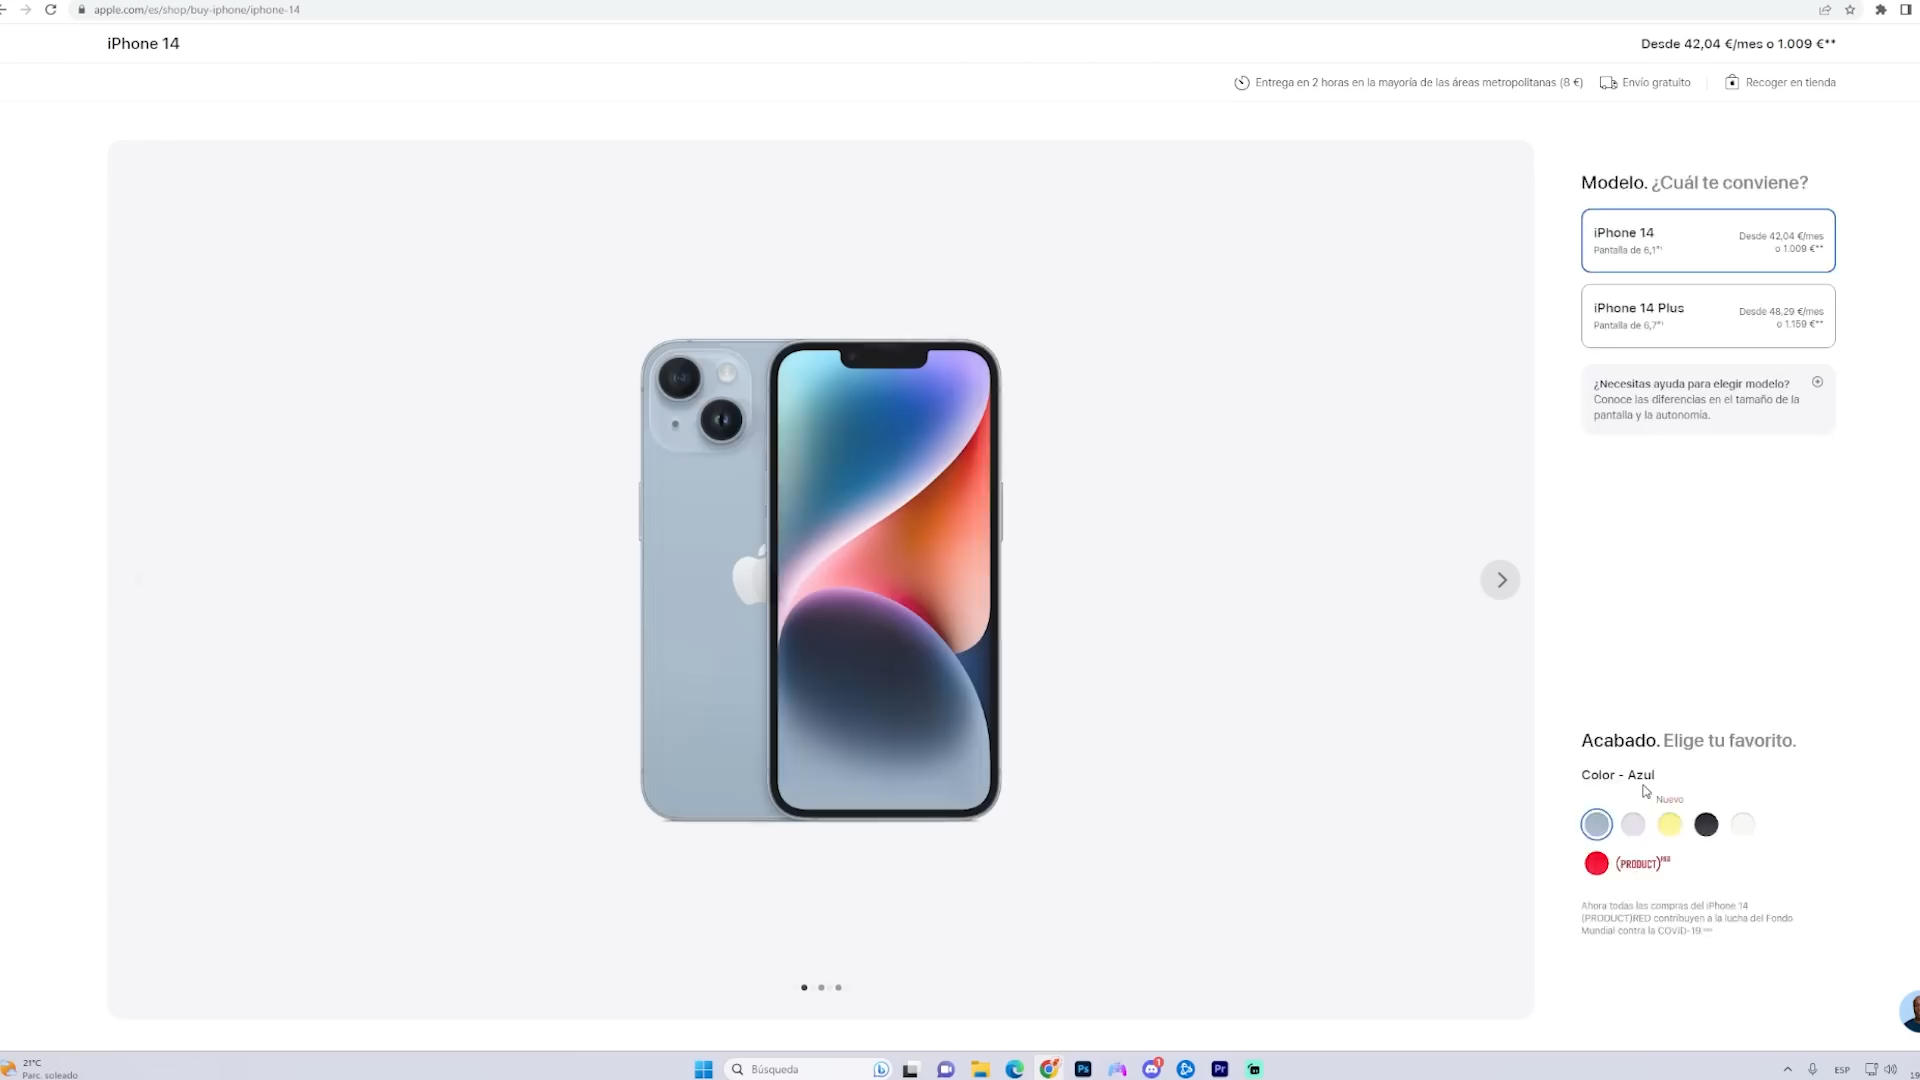 apple.com/es/shop/buy-iphone/iphone-14
iPhone 14
Desde 42,04 €/mes o 1.009 €**
Entrega en 2 horas en la mayoría de las áreas metropolitanas (8 €)
Envío gratuito
Recoger en tienda
Modelo. ¿Cuál te conviene?
iPhone 14
Desde 42,04 €/mes
Pantalla de 6,1"¹
o 1.009 €**
iPhone 14 Plus
Desde 48,29 €/mes
Pantalla de 6,7"¹
o 1.159 €**
¿Necesitas ayuda para elegir modelo?
Conoce las diferencias en el tamaño de la
pantalla y la autonomía.
Acabado. Elige tu favorito.
Color - Azul
Nuevo
(PRODUCT)RED
Ahora todas las compras del iPhone 14
(PRODUCT)RED contribuyen a la lucha del Fondo
Mundial contra la COVID-19.
21°C
Parc. soleado
Búsqueda
Ps
1
Pr
ESP